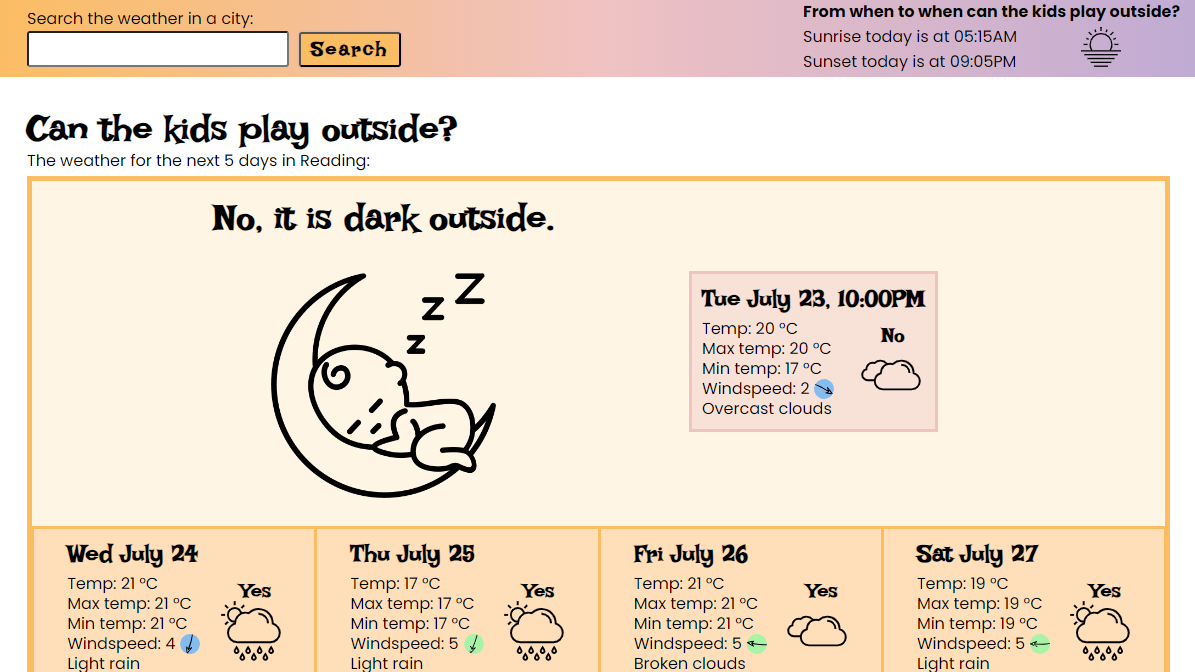 Search the weather in a city:
Search
From when to when can the kids play outside?
Sunrise today is at 05:15AM
Sunset today is at 09:05PM
Can the kids play outside?
The weather for the next 5 days in Reading:
No, it is dark outside.
z z Z
Tue July 23, 10:00PM
Temp: 20 °C
Max temp: 20 °C
Min temp: 17 °C
Windspeed: 2
Overcast clouds
No
Wed July 24
Temp: 21 °C
Max temp: 21 °C
Min temp: 21 °C
Windspeed: 4
Light rain
Yes
Thu July 25
Temp: 17 °C
Max temp: 17 °C
Min temp: 17 °C
Windspeed: 5
Light rain
Yes
Fri July 26
Temp: 21 °C
Max temp: 21 °C
Min temp: 21 °C
Windspeed: 5
Broken clouds
Yes
Sat July 27
Temp: 19 °C
Max temp: 19 °C
Min temp: 19 °C
Windspeed: 5
Light rain
Yes